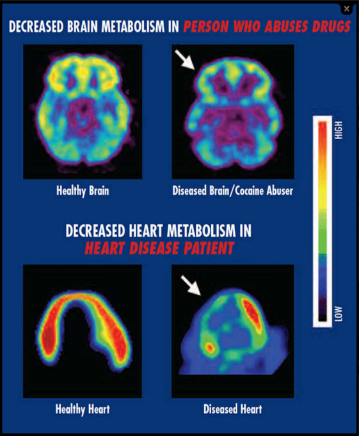 DECREASED BRAIN METABOLISM IN PERSON WHO ABUSES DRUGS
Healthy Brain
Diseased Brain/Cocaine Abuser
HIGH
LOW
DECREASED HEART METABOLISM IN
HEART DISEASE PATIENT
Healthy Heart
Diseased Heart